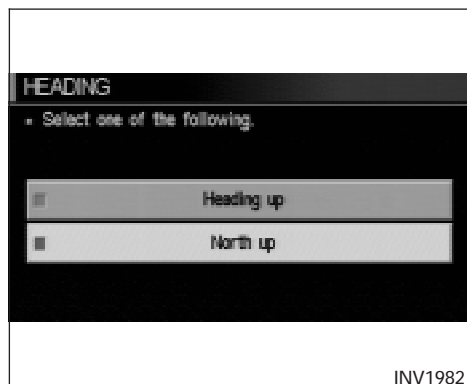 HEADING
▪ Select one of the following.
Heading up
North up
INV1982